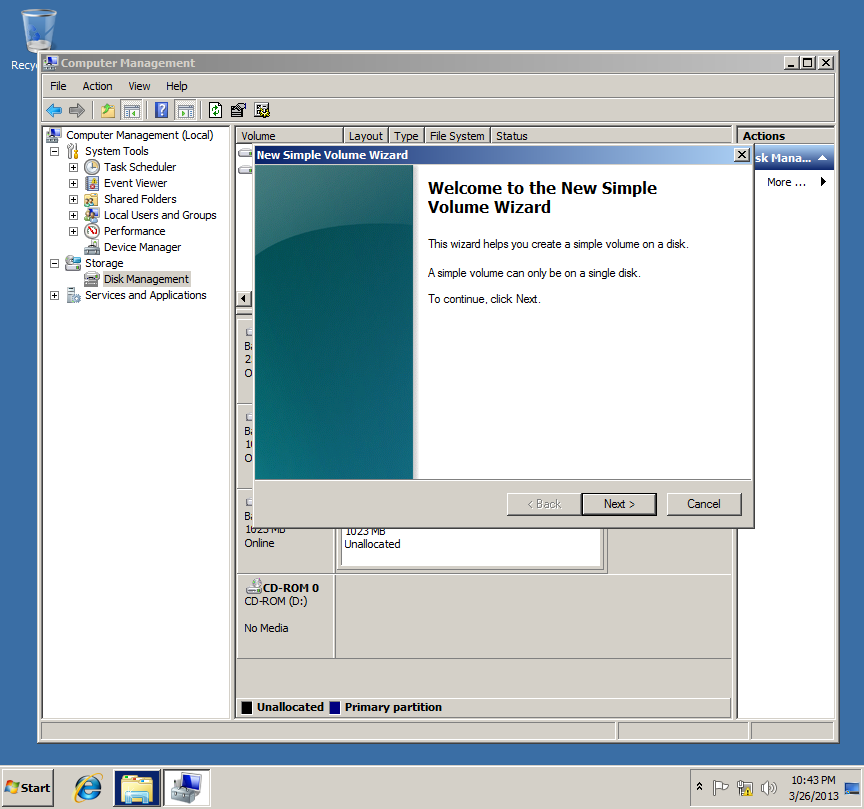 Recy
Computer Management
File Action View Help
Computer Management (Local)
System Tools
Task Scheduler
Event Viewer
Shared Folders
Local Users and Groups
Performance
Device Manager
Storage
Disk Management
Services and Applications
Volume Layout Type File System Status
Actions
sk Mana...
More ...
New Simple Volume Wizard
Welcome to the New Simple
Volume Wizard
This wizard helps you create a simple volume on a disk.
A simple volume can only be on a single disk.
To continue, click Next.
< Back Next > Cancel
Ba
2
O
Ba
10
O
Ba
1023 MB
Online
1023 MB
Unallocated
CD-ROM 0
CD-ROM (D:)
No Media
Unallocated Primary partition
Start
10:43 PM
3/26/2013